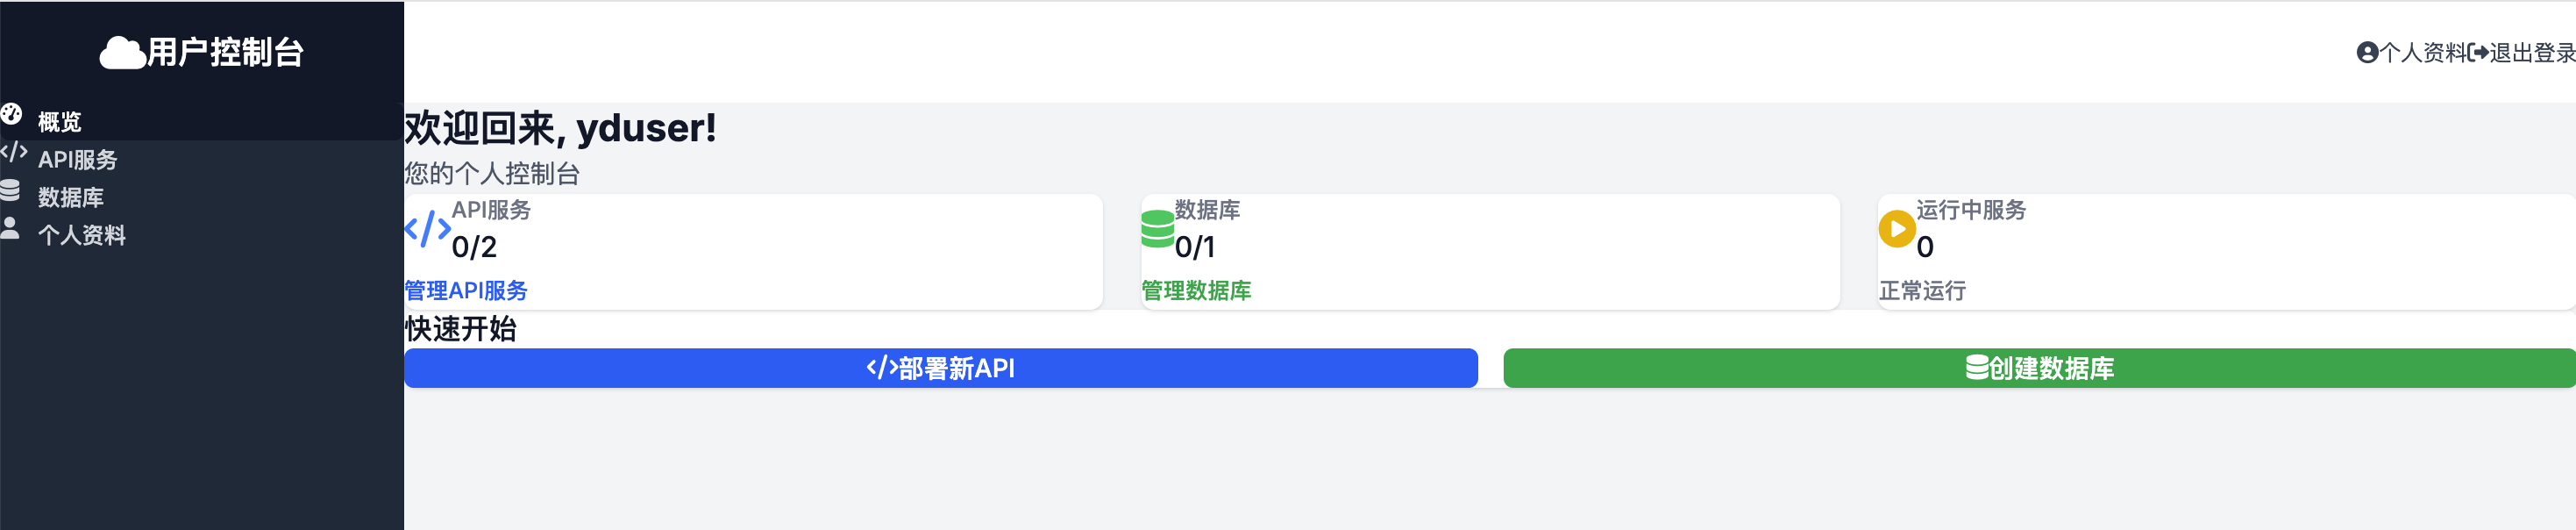 用户控制台
个人资料 退出登录
概览
API服务
数据库
个人资料
欢迎回来, yduser!
您的个人控制台
API服务
0/2
管理API服务
数据库
0/1
管理数据库
运行中服务
0
正常运行
快速开始
部署新API
创建数据库